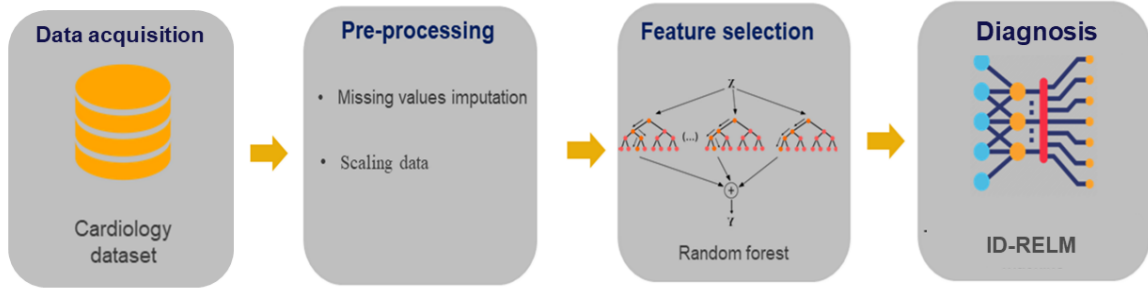 Data acquisition
Cardiology
dataset
Pre-processing
• Missing values imputation
• Scaling data
Feature selection
χ
(...)
+
Random forest
Diagnosis
ID-RELM